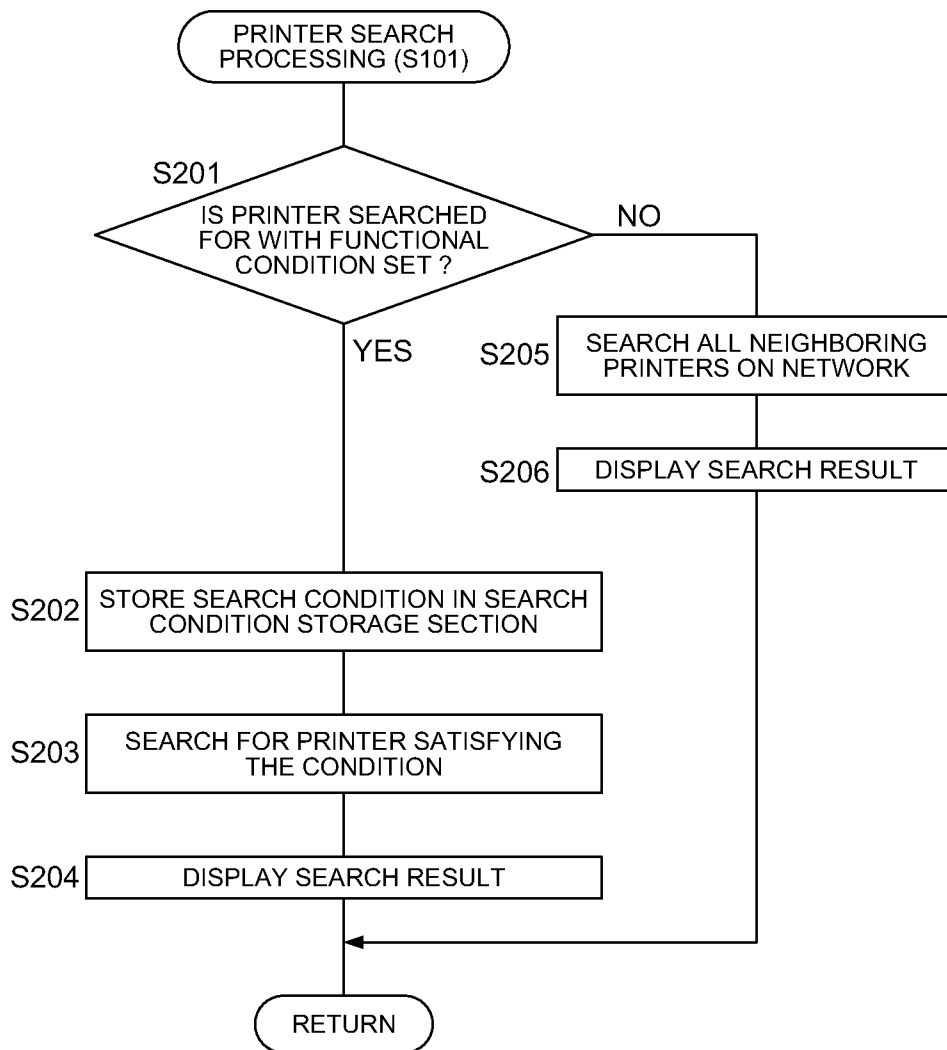 PRINTER SEARCH
PROCESSING (S101)
S201
IS PRINTER SEARCHED
FOR WITH FUNCTIONAL
CONDITION SET ?
NO
YES
S205
SEARCH ALL NEIGHBORING
PRINTERS ON NETWORK
S206
DISPLAY SEARCH RESULT
S202
STORE SEARCH CONDITION IN SEARCH
CONDITION STORAGE SECTION
S203
SEARCH FOR PRINTER SATISFYING
THE CONDITION
S204
DISPLAY SEARCH RESULT
RETURN